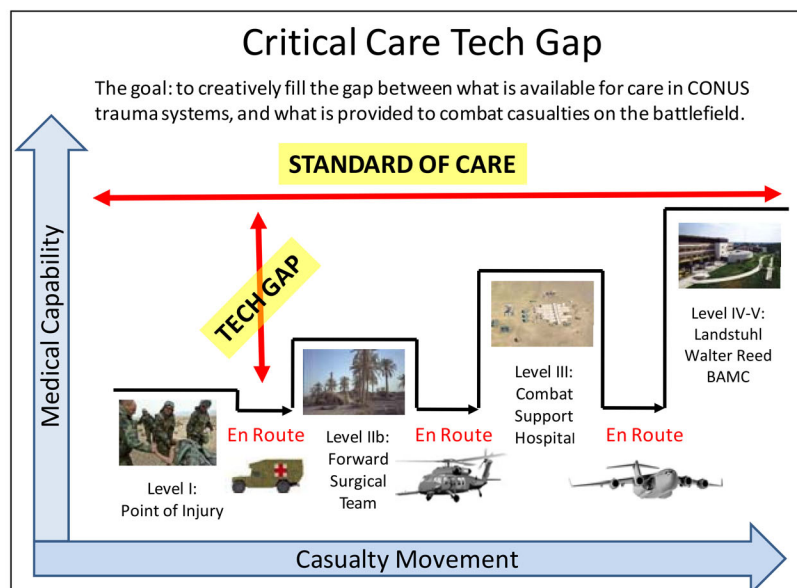 Critical Care Tech Gap
The goal: to creatively fill the gap between what is available for care in CONUS
trauma systems, and what is provided to combat casualties on the battlefield.
STANDARD OF CARE
TECH GAP
Medical Capability
Level I:
Point of Injury
En Route
Level IIb:
Forward
Surgical
Team
En Route
Level III:
Combat
Support
Hospital
En Route
Level IV-V:
Landstuhl
Walter Reed
BAMC
Casualty Movement